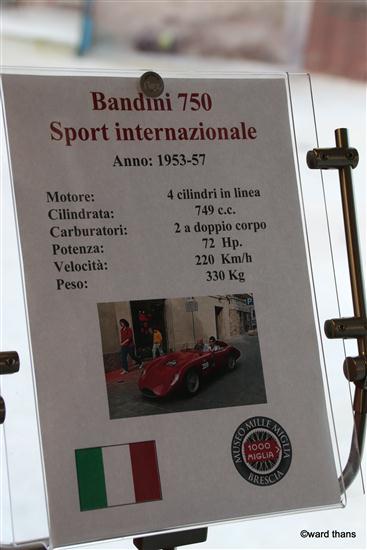 Bandini 750
Sport internazionale
Anno: 1953-57
Motore: 4 cilindri in linea
Cilindrata: 749 c.c.
Carburatori: 2 a doppio corpo
Potenza: 72 Hp.
Velocità: 220 Km/h
Peso: 330 Kg
MUSEO MILLE MIGLIA
1000
MIGLIA
BRESCIA
©ward thans